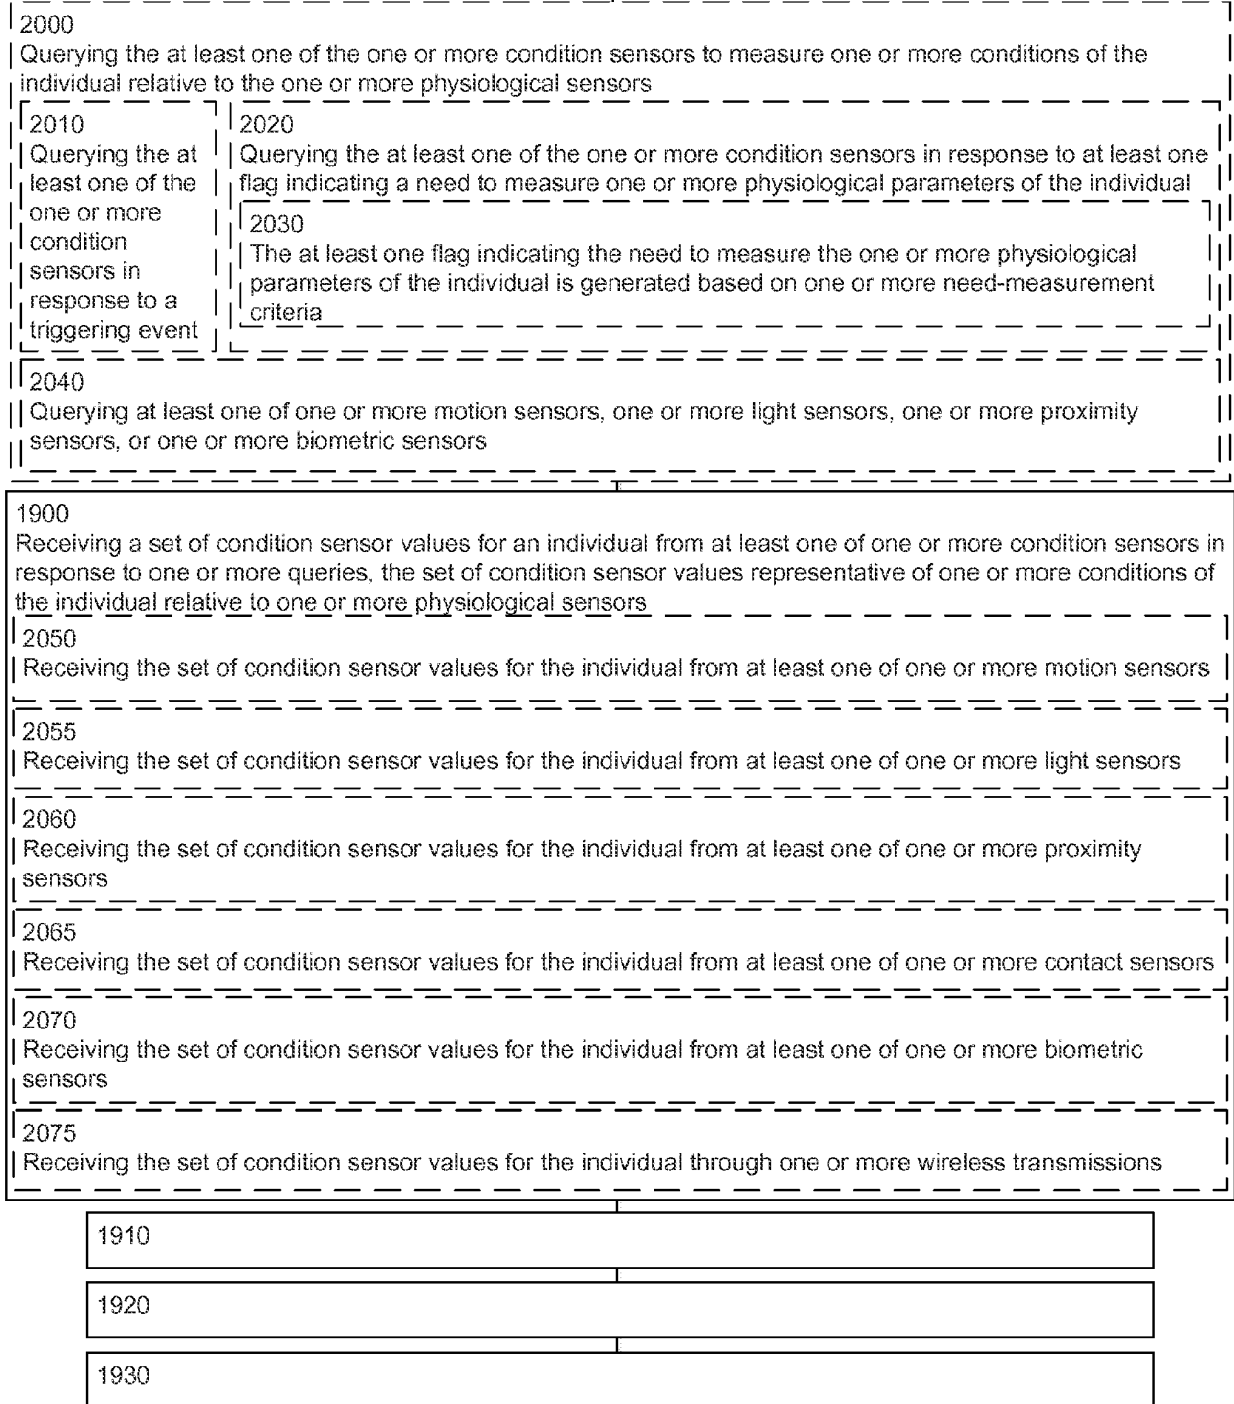 2000
Querying the at least one of the one or more condition sensors to measure one or more conditions of the
individual relative to the one or more physiological sensors
2010
Querying the at
least one of the
one or more
condition
sensors in
response to a
triggering event
2020
Querying the at least one of the one or more condition sensors in response to at least one
flag indicating a need to measure one or more physiological parameters of the individual
2030
The at least one flag indicating the need to measure the one or more physiological
parameters of the individual is generated based on one or more need-measurement
criteria
2040
Querying at least one of one or more motion sensors, one or more light sensors, one or more proximity
sensors, or one or more biometric sensors
1900
Receiving a set of condition sensor values for an individual from at least one of one or more condition sensors in
response to one or more queries, the set of condition sensor values representative of one or more conditions of
the individual relative to one or more physiological sensors
2050
Receiving the set of condition sensor values for the individual from at least one of one or more motion sensors
2055
Receiving the set of condition sensor values for the individual from at least one of one or more light sensors
2060
Receiving the set of condition sensor values for the individual from at least one of one or more proximity
sensors
2065
Receiving the set of condition sensor values for the individual from at least one of one or more contact sensors
2070
Receiving the set of condition sensor values for the individual from at least one of one or more biometric
sensors
2075
Receiving the set of condition sensor values for the individual through one or more wireless transmissions
1910
1920
1930